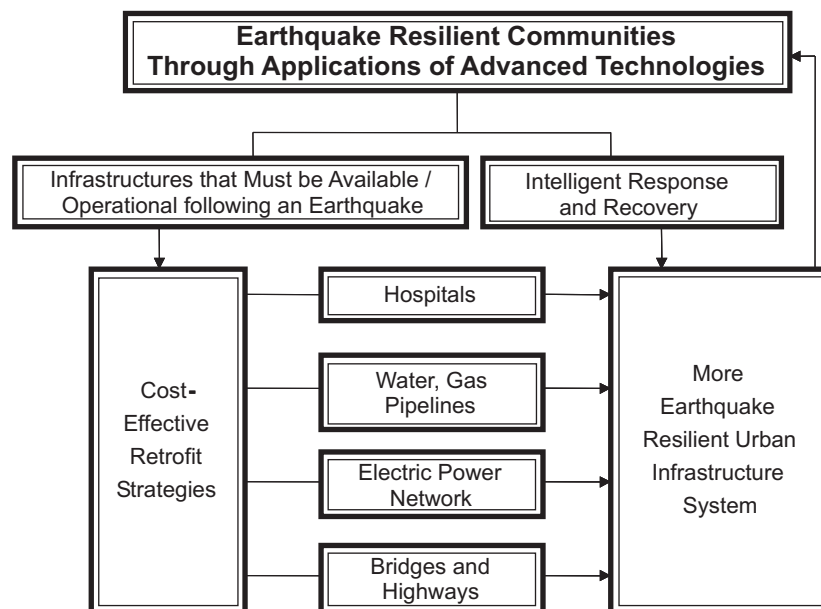 Earthquake Resilient Communities
Through Applications of Advanced Technologies
Infrastructures that Must be Available /
Operational following an Earthquake
Intelligent Response
and Recovery
Cost-
Effective
Retrofit
Strategies
Hospitals
Water, Gas
Pipelines
Electric Power
Network
Bridges and
Highways
More
Earthquake
Resilient Urban
Infrastructure
System